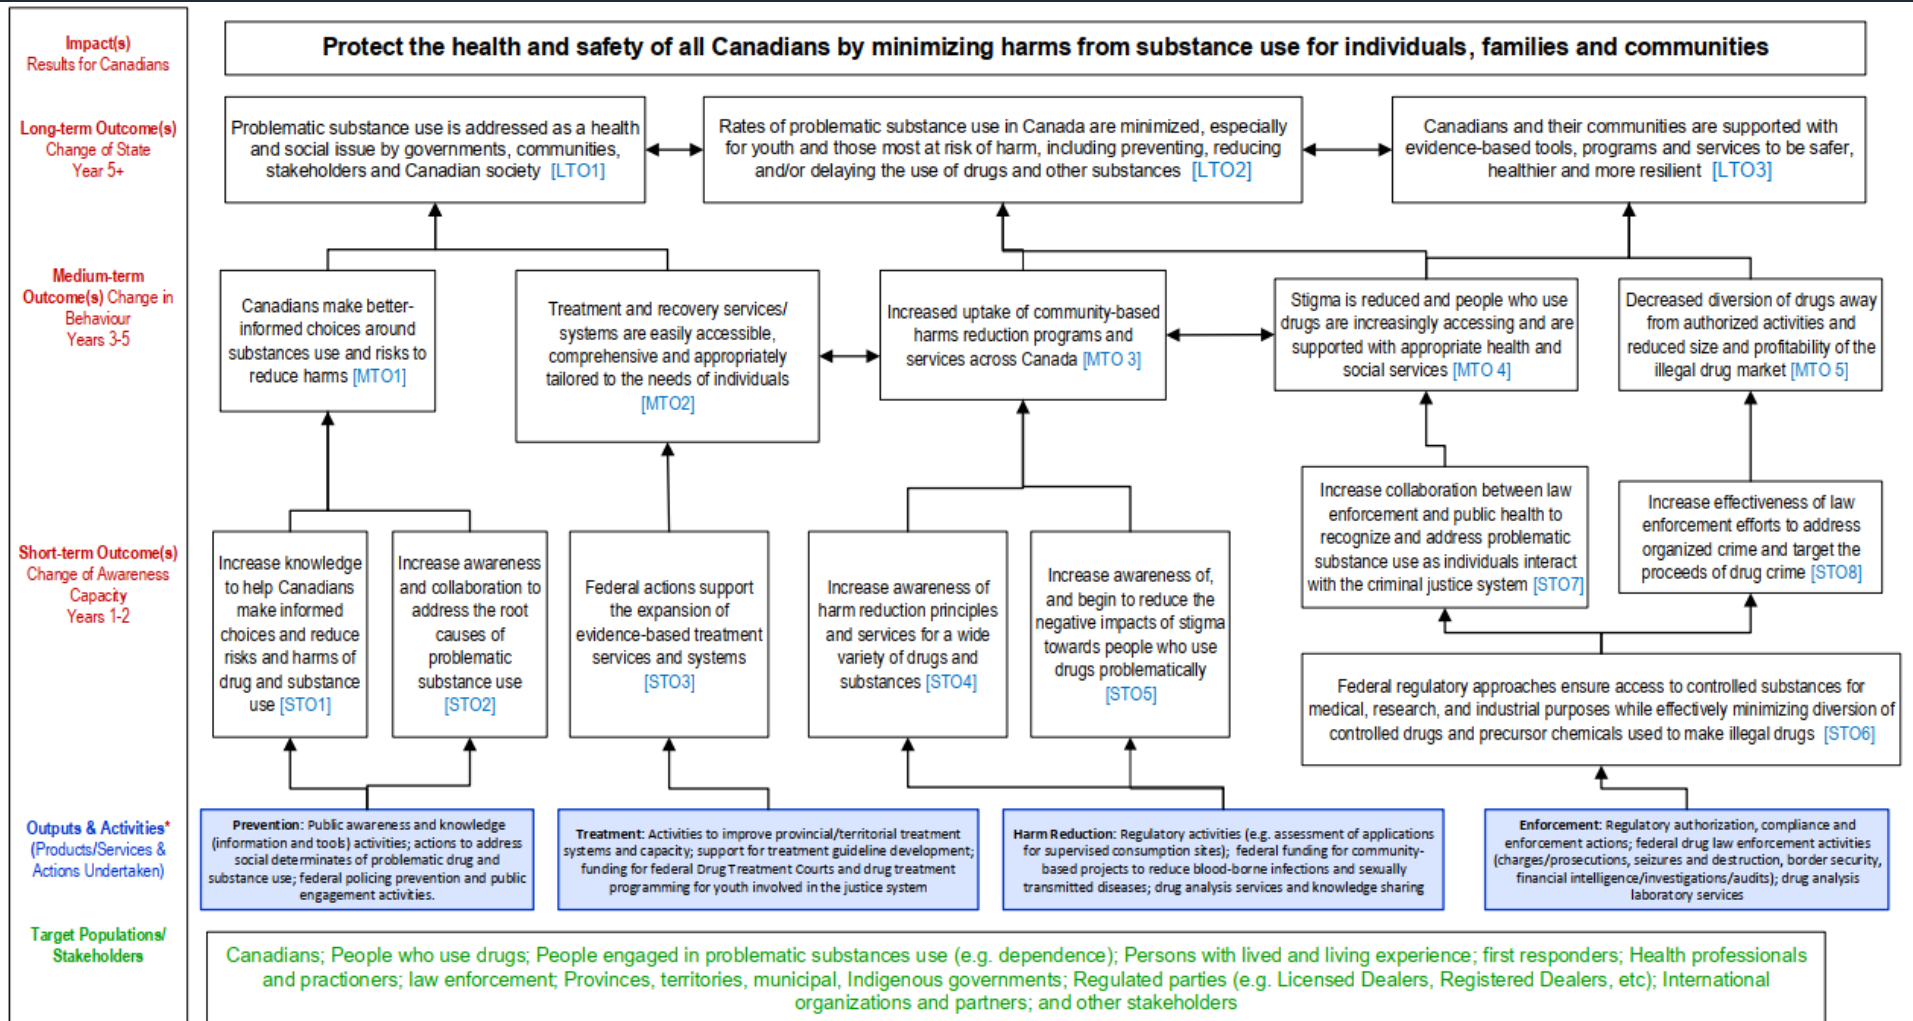 Impact(s)
Results for Canadians
Protect the health and safety of all Canadians by minimizing harms from substance use for individuals, families and communities
Long-term Outcome(s)
Change of State
Year 5+
Problematic substance use is addressed as a health
and social issue by governments, communities,
stakeholders and Canadian society [LTO1]
Rates of problematic substance use in Canada are minimized, especially
for youth and those most at risk of harm, including preventing, reducing
and/or delaying the use of drugs and other substances [LTO2]
Canadians and their communities are supported with
evidence-based tools, programs and services to be safer,
healthier and more resilient [LTO3]
Medium-term
Outcome(s) Change in
Behaviour
Years 3-5
Canadians make better-
informed choices around
substances use and risks to
reduce harms [MTO1]
Treatment and recovery services/
systems are easily accessible,
comprehensive and appropriately
tailored to the needs of individuals
[MTO2]
Increased uptake of community-based
harms reduction programs and
services across Canada [MTO 3]
Stigma is reduced and people who use
drugs are increasingly accessing and are
supported with appropriate health and
social services [MTO 4]
Decreased diversion of drugs away
from authorized activities and
reduced size and profitability of the
illegal drug market [MTO 5]
Short-term Outcome(s)
Change of Awareness
Capacity
Years 1-2
Increase knowledge
to help Canadians
make informed
choices and reduce
risks and harms of
drug and substance
use [STO1]
Increase awareness
and collaboration to
address the root
causes of
problematic
substance use
[STO2]
Federal actions support
the expansion of
evidence-based treatment
services and systems
[STO3]
Increase awareness of
harm reduction principles
and services for a wide
variety of drugs and
substances [STO4]
Increase awareness of,
and begin to reduce the
negative impacts of stigma
towards people who use
drugs problematically
[STO5]
Increase collaboration between law
enforcement and public health to
recognize and address problematic
substance use as individuals interact
with the criminal justice system [STO7]
Increase effectiveness of law
enforcement efforts to address
organized crime and target the
proceeds of drug crime [STO8]
Federal regulatory approaches ensure access to controlled substances for
medical, research, and industrial purposes while effectively minimizing diversion of
controlled drugs and precursor chemicals used to make illegal drugs [STO6]
Outputs & Activities*
(Products/Services &
Actions Undertaken)
Prevention: Public awareness and knowledge
(information and tools) activities; actions to address
social determinates of problematic drug and
substance use; federal policing prevention and public
engagement activities.
Treatment: Activities to improve provincial/territorial treatment
systems and capacity; support for treatment guideline development;
funding for federal Drug Treatment Courts and drug treatment
programming for youth involved in the justice system
Harm Reduction: Regulatory activities (e.g. assessment of applications
for supervised consumption sites); federal funding for community-
based projects to reduce blood-borne infections and sexually
transmitted diseases; drug analysis services and knowledge sharing
Enforcement: Regulatory authorization, compliance and
enforcement actions; federal drug law enforcement activities
(charges/prosecutions, seizures and destruction, border security,
financial intelligence/investigations/audits); drug analysis
laboratory services
Target Populations/
Stakeholders
Canadians; People who use drugs; People engaged in problematic substances use (e.g. dependence); Persons with lived and living experience; first responders; Health professionals
and practioners; law enforcement; Provinces, territories, municipal, Indigenous governments; Regulated parties (e.g. Licensed Dealers, Registered Dealers, etc); International
organizations and partners; and other stakeholders